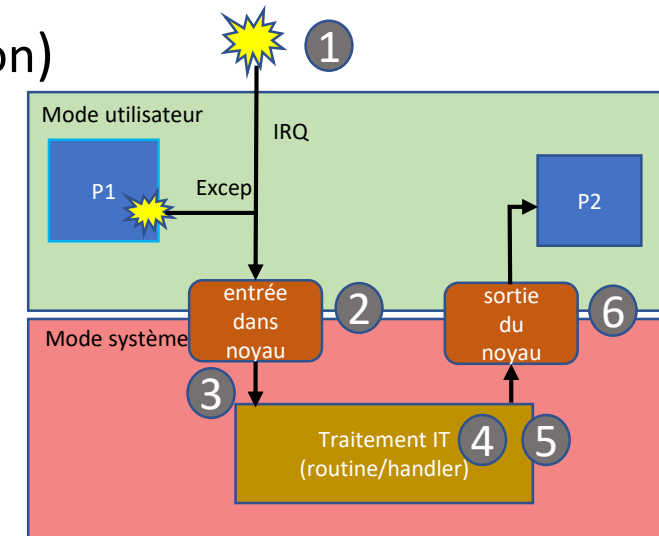 on)
1
Mode utilisateur
IRQ
P1
Excep
P2
entrée
dans
noyau
2
sortie
du
noyau
6
Mode système
3
Traitement IT
(routine/handler)
4
5